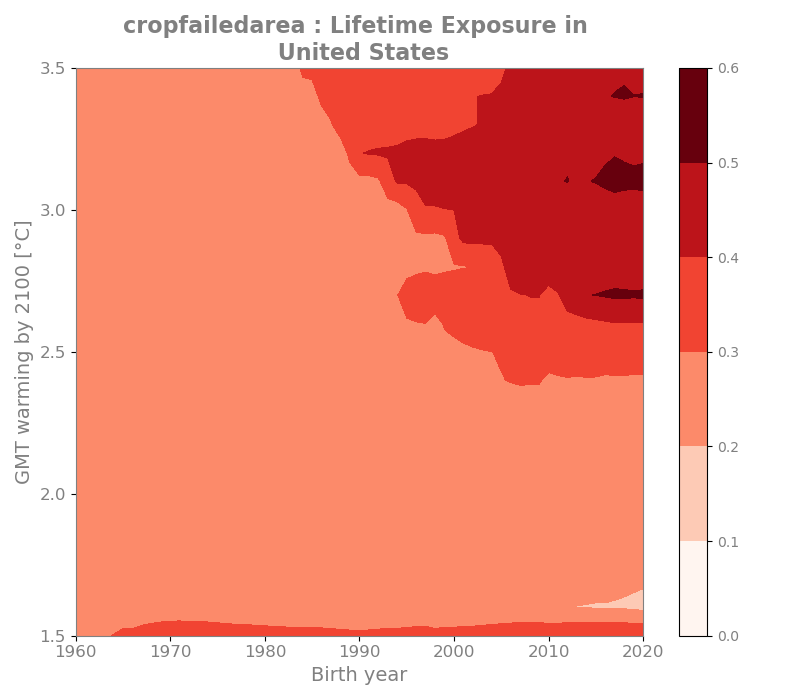 cropfailedarea : Lifetime Exposure in
United States
3.5
3.0
2.5
2.0
1.5
GMT warming by 2100 [°C]
1960 1970 1980 1990 2000 2010 2020
Birth year
0.6
0.5
0.4
0.3
0.2
0.1
0.0